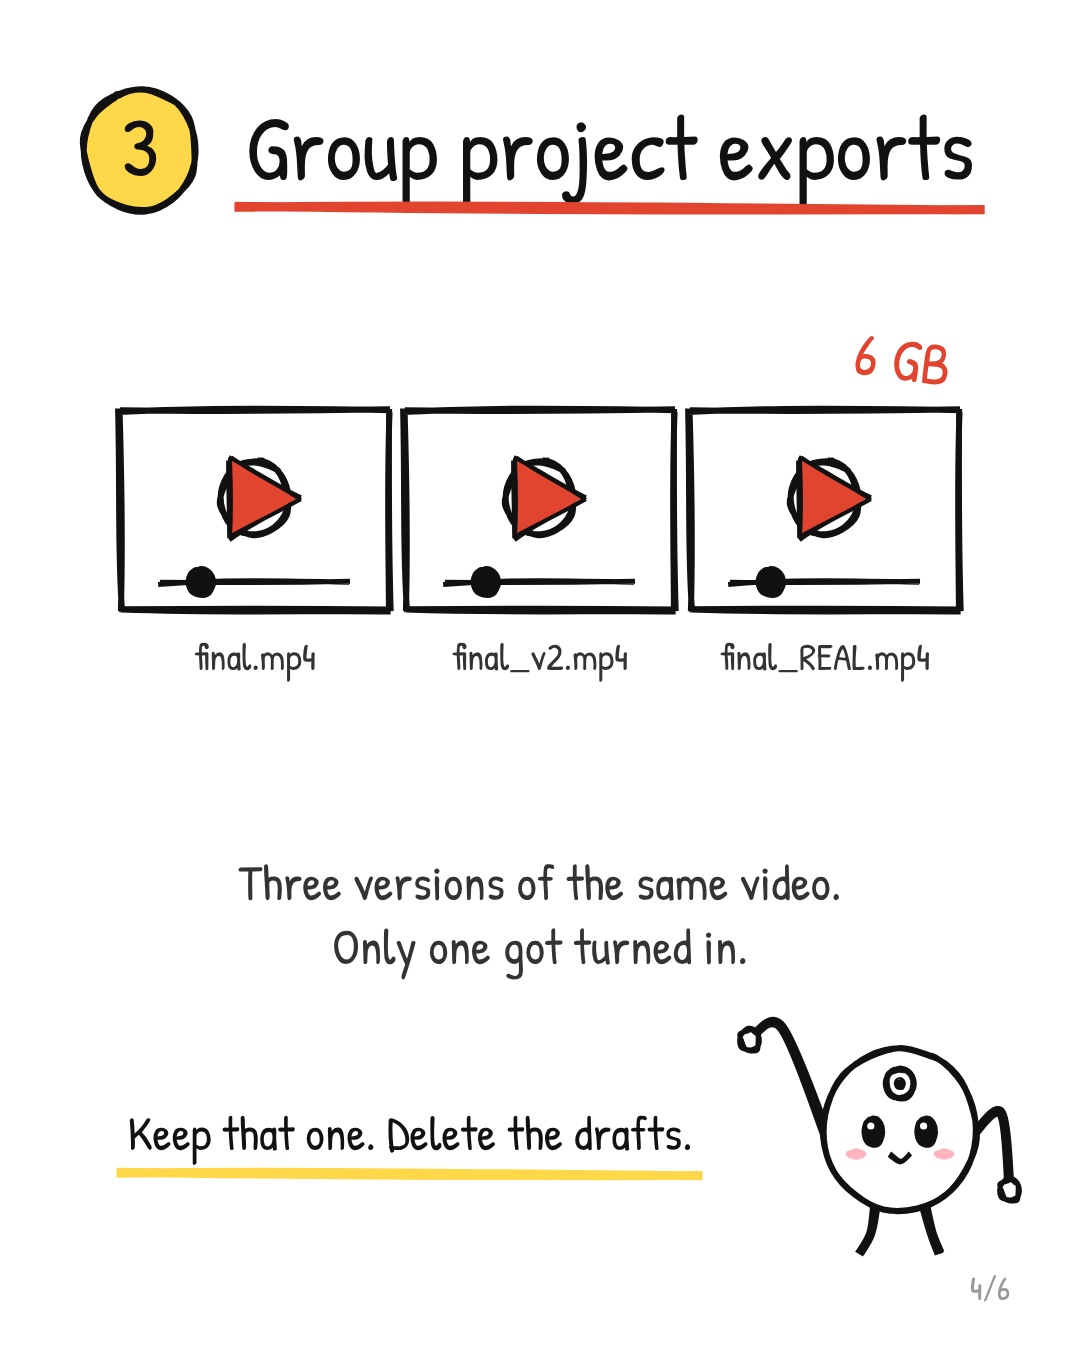 3
Group project exports
6 GB
final.mp4
final_v2.mp4
final_REAL.mp4
Three versions of the same video.
Only one got turned in.
Keep that one. Delete the drafts.
4/6